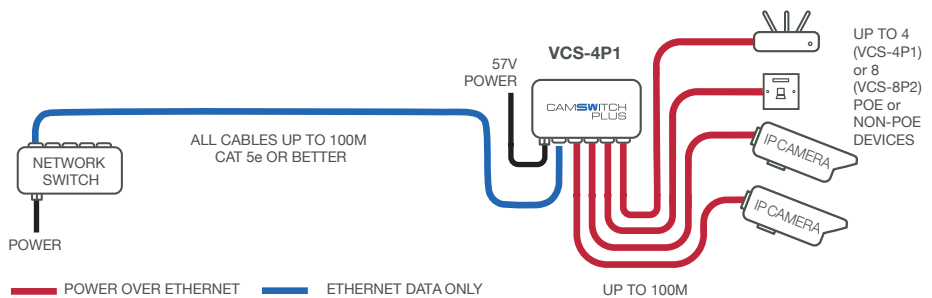 VCS-4P1
57V
POWER
CAMSWITCH
PLUS
UP TO 4
(VCS-4P1)
or 8
(VCS-8P2)
POE or
NON-POE
DEVICES
ALL CABLES UP TO 100M
CAT 5e OR BETTER
NETWORK
SWITCH
POWER
IP CAMERA
IP CAMERA
POWER OVER ETHERNET
ETHERNET DATA ONLY
UP TO 100M